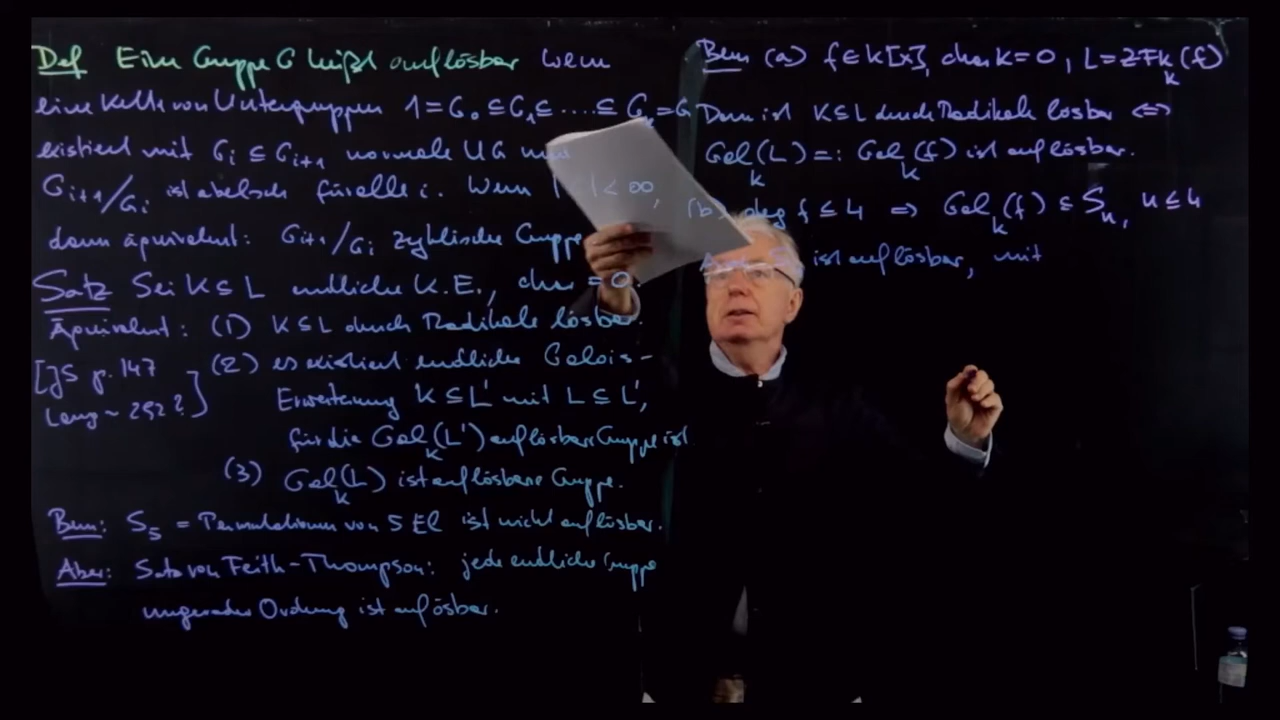 Def Eine Gruppe G heißt auflösbar wenn
eine Kette von Untergruppen 1 = G₀ ⊆ G₁ ⊆ .... ⊆ G = G
existiert mit Gᵢ ⊆ Gᵢ₊₁ normale UG mit
Gᵢ₊₁/Gᵢ ist abelsch für alle i. Wenn |G| < ∞,
dann äquivalent: Gᵢ₊₁/Gᵢ zyklische Gruppe
Satz Sei K ⊆ L endliche K.E., char = 0.
Äquivalent: (1) K ⊆ L durch Radikale lösbar.
[JS p. 147 (2) es existiert endliche Galois-
Lang ~ 292 ?.] Erweiterung K ⊆ L' mit L ⊆ L',
für die Gal_K(L') auflösbare Gruppe ist
(3) Gal_K(L) ist auflösbare Gruppe.
Bem: S₅ = Permutationen von 5 El ist nicht auflösbar.
Aber: Satz von Feith-Thompson: jede endliche Gruppe
ungerader Ordnung ist auflösbar.
Bem (a) f ∈ k[x], char k = 0, L = ZFK_k(f)
Dann ist K ⊆ L durch Radikale lösbar ⇔
Gal_k(L) =: Gal_k(f) ist auflösbar.
(b) deg f ≤ 4 ⇒ Gal_k(f) ⊆ Sₙ, n ≤ 4
ist auflösbar, mit